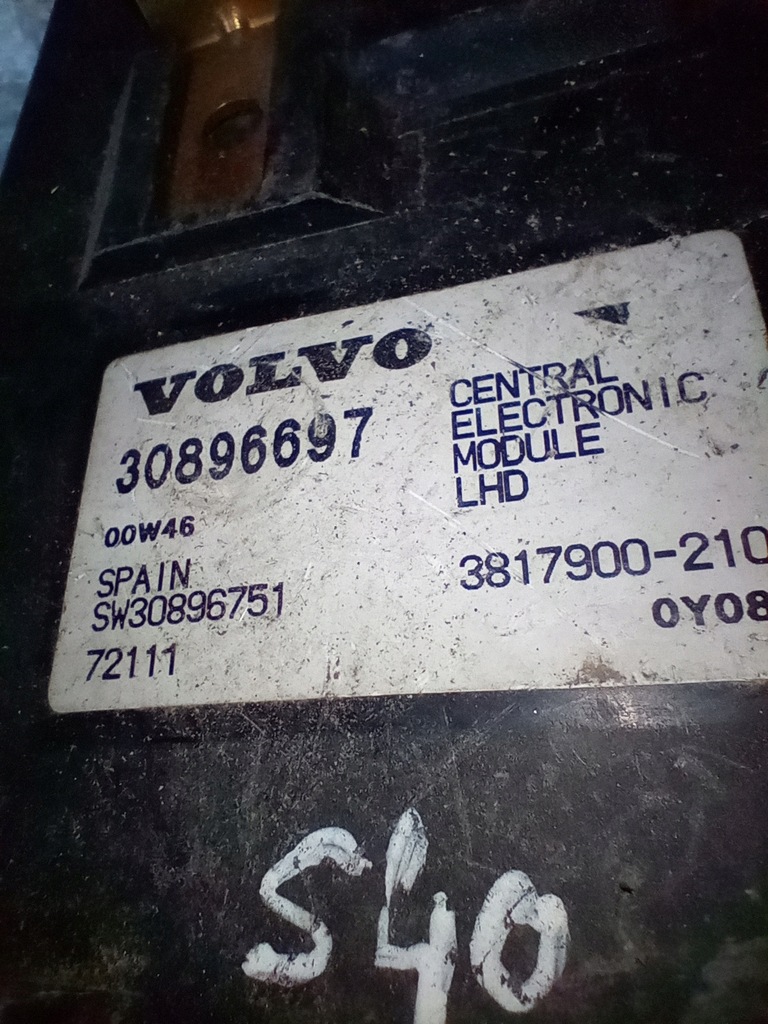 VOLVO
30896697
00W46
SPAIN
SW30896751
72111
CENTRAL
ELECTRONIC
MODULE
LHD
3817900-210
0Y08
S40